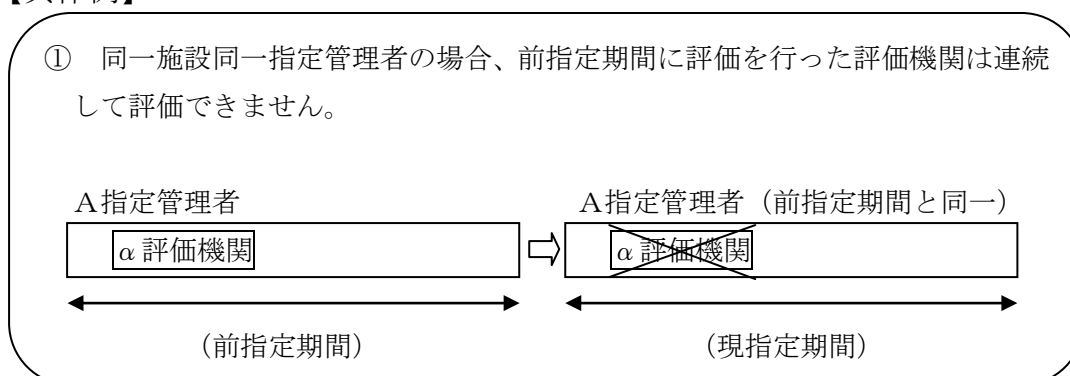 【具体例】
① 同一施設同一指定管理者の場合、前指定期間に評価を行った評価機関は連続
して評価できません。
A指定管理者
A指定管理者（前指定期間と同一）
α評価機関
α評価機関
（前指定期間）
（現指定期間）